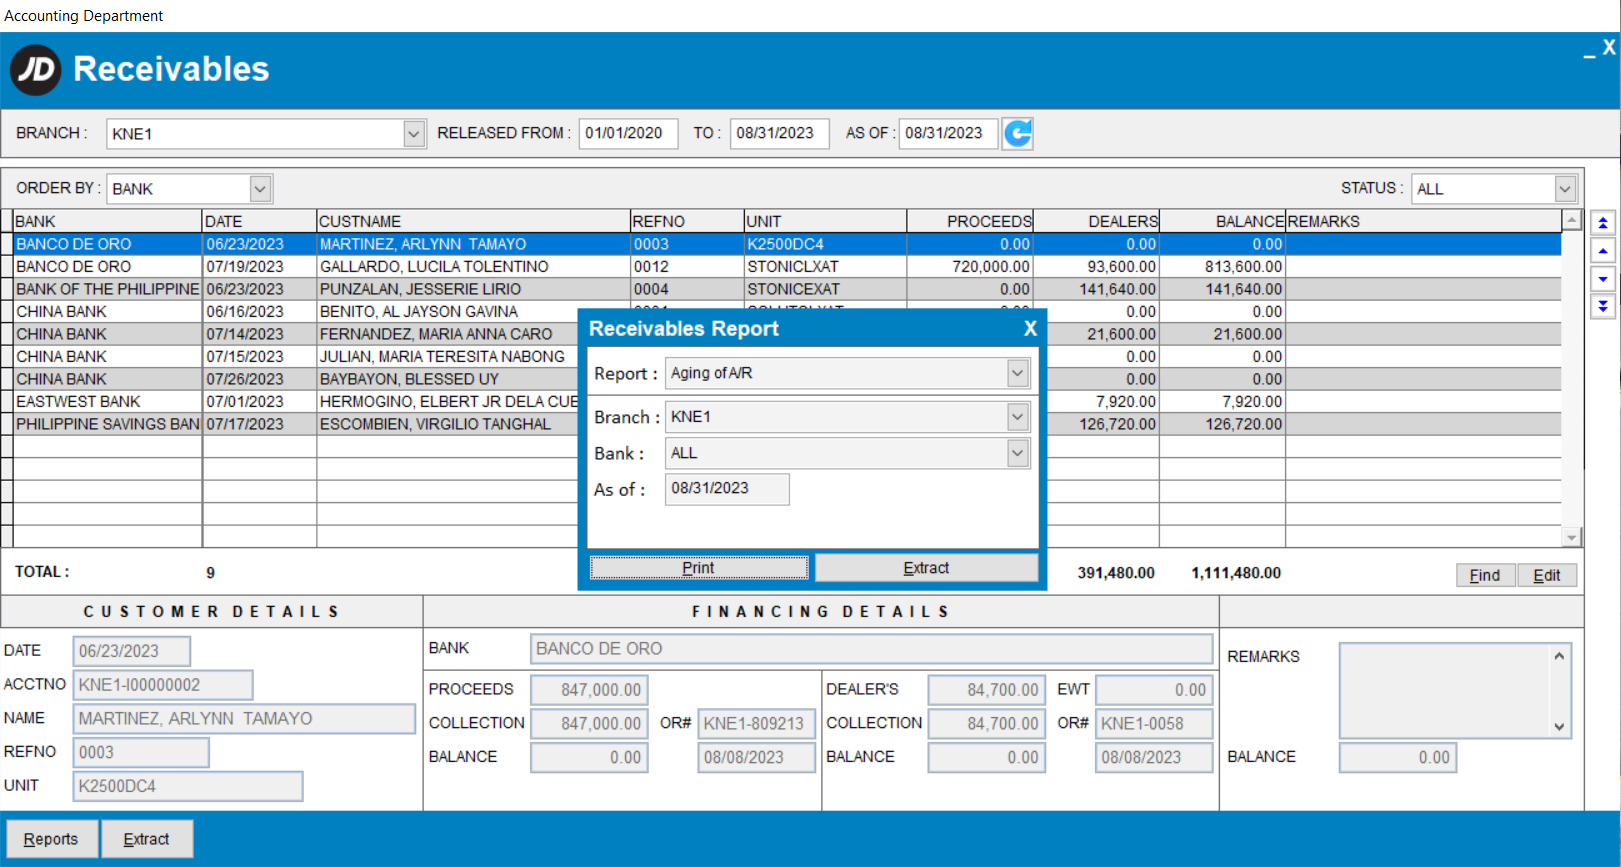 Accounting Department
JD Receivables
_ X
BRANCH : KNE1 RELEASED FROM : 01/01/2020 TO : 08/31/2023 AS OF : 08/31/2023
ORDER BY : BANK STATUS : ALL
BANK DATE CUSTNAME REFNO UNIT PROCEEDS DEALERS BALANCE REMARKS
BANCO DE ORO 06/23/2023 MARTINEZ, ARLYNN  TAMAYO 0003 K2500DC4 0.00 0.00 0.00
BANCO DE ORO 07/19/2023 GALLARDO, LUCILA TOLENTINO 0012 STONICLXAT 720,000.00 93,600.00 813,600.00
BANK OF THE PHILIPPINE 06/23/2023 PUNZALAN, JESSERIE LIRIO 0004 STONICEXAT 0.00 141,640.00 141,640.00
CHINA BANK 06/16/2023 BENITO, AL JAYSON GAVINA 0.00 0.00
CHINA BANK 07/14/2023 FERNANDEZ, MARIA ANNA CARO 21,600.00 21,600.00
CHINA BANK 07/15/2023 JULIAN, MARIA TERESITA NABONG 0.00 0.00
CHINA BANK 07/26/2023 BAYBAYON, BLESSED UY 0.00 0.00
EASTWEST BANK 07/01/2023 HERMOGINO, ELBERT JR DELA CUE 7,920.00 7,920.00
PHILIPPINE SAVINGS BAN 07/17/2023 ESCOMBIEN, VIRGILIO TANGHAL 126,720.00 126,720.00
TOTAL : 9 391,480.00 1,111,480.00
Find Edit
Receivables Report X
Report : Aging of A/R
Branch : KNE1
Bank : ALL
As of : 08/31/2023
Print Extract
CUSTOMER DETAILS
DATE 06/23/2023
ACCTNO KNE1-I00000002
NAME MARTINEZ, ARLYNN  TAMAYO
REFNO 0003
UNIT K2500DC4
FINANCING DETAILS
BANK BANCO DE ORO
PROCEEDS 847,000.00
COLLECTION 847,000.00 OR# KNE1-809213
BALANCE 0.00 08/08/2023
DEALER'S 84,700.00 EWT 0.00
COLLECTION 84,700.00 OR# KNE1-0058
BALANCE 0.00 08/08/2023
REMARKS
BALANCE 0.00
Reports Extract